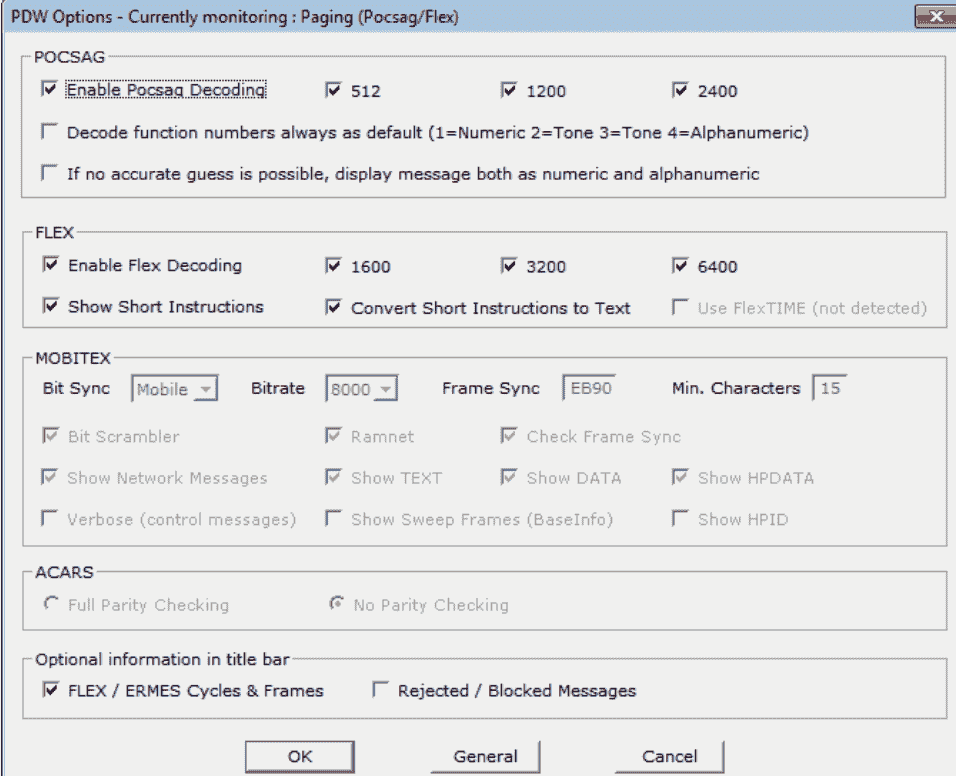 PDW Options - Currently monitoring : Paging (Pocsag/Flex)
POCSAG
Enable Pocsag Decoding 512 1200 2400
Decode function numbers always as default (1=Numeric 2=Tone 3=Tone 4=Alphanumeric)
If no accurate guess is possible, display message both as numeric and alphanumeric
FLEX
Enable Flex Decoding 1600 3200 6400
Show Short Instructions Convert Short Instructions to Text Use FlexTIME (not detected)
MOBITEX
Bit Sync Mobile Bitrate 8000 Frame Sync EB90 Min. Characters 15
Bit Scrambler Ramnet Check Frame Sync
Show Network Messages Show TEXT Show DATA Show HPDATA
Verbose (control messages) Show Sweep Frames (BaseInfo) Show HPID
ACARS
Full Parity Checking No Parity Checking
Optional information in title bar
FLEX / ERMES Cycles & Frames Rejected / Blocked Messages
OK General Cancel